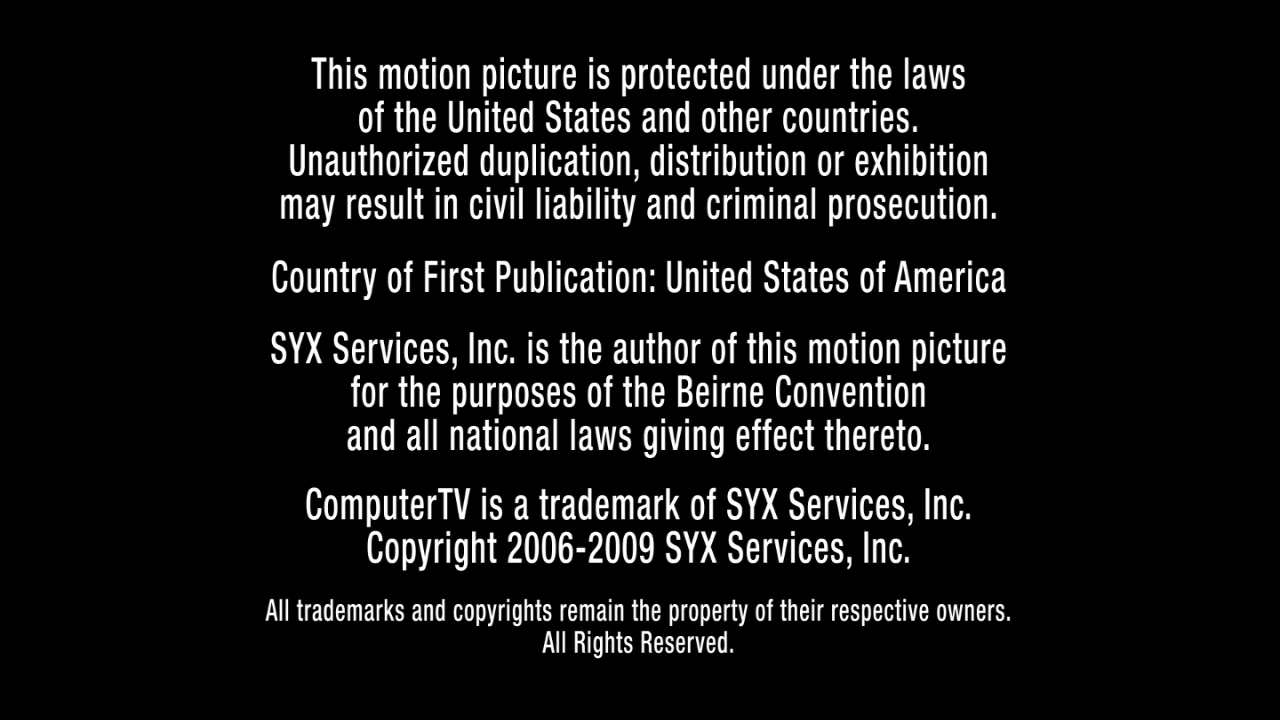 This motion picture is protected under the laws
of the United States and other countries.
Unauthorized duplication, distribution or exhibition
may result in civil liability and criminal prosecution.
Country of First Publication: United States of America
SYX Services, Inc. is the author of this motion picture
for the purposes of the Beirne Convention
and all national laws giving effect thereto.
ComputerTV is a trademark of SYX Services, Inc.
Copyright 2006-2009 SYX Services, Inc.
All trademarks and copyrights remain the property of their respective owners.
All Rights Reserved.